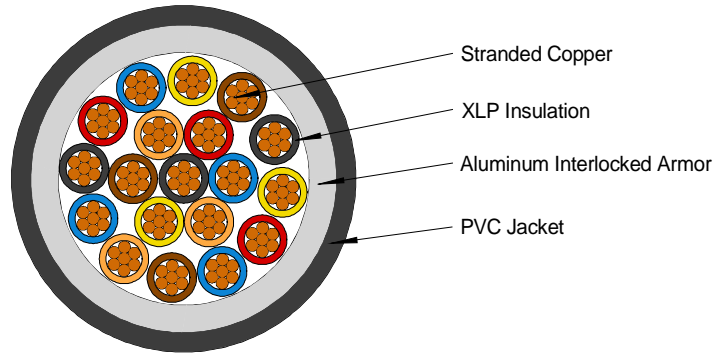 Stranded Copper
XLP Insulation
Aluminum Interlocked Armor
PVC Jacket